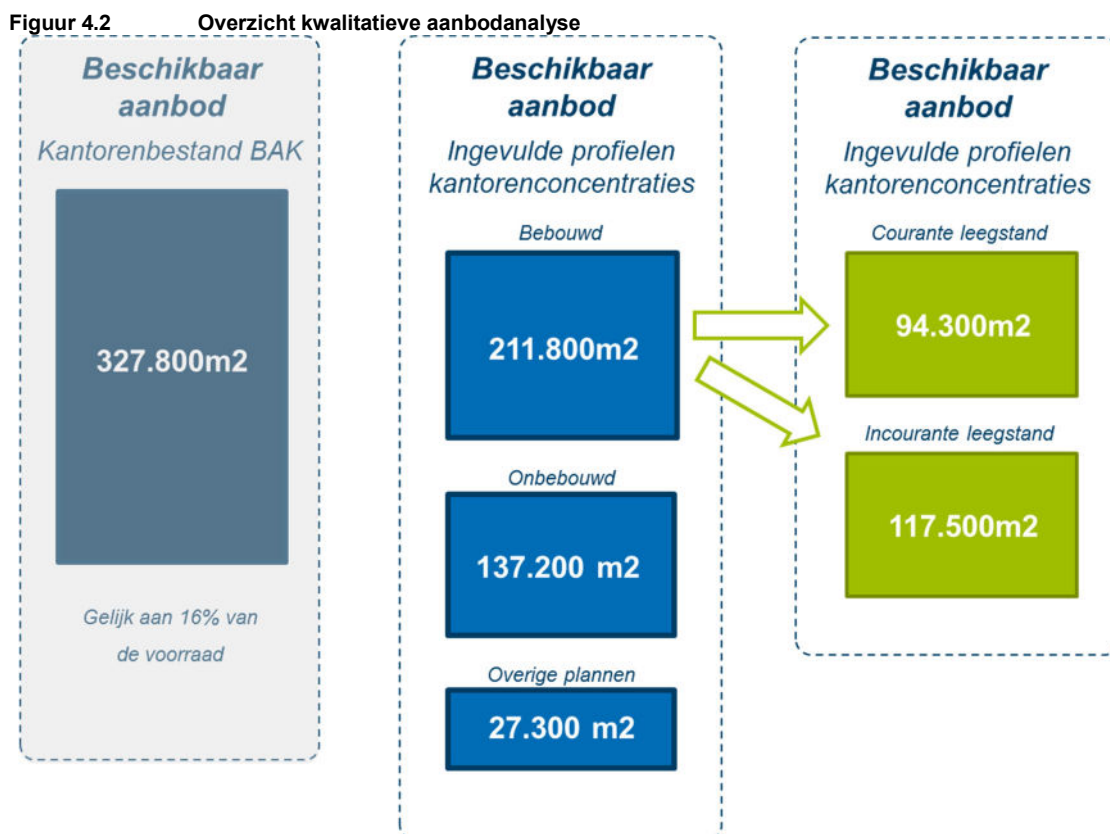 Figuur 4.2 Overzicht kwalitatieve aanbodanalyse
Beschikbaar
aanbod
Kantorenbestand BAK
327.800m2
Gelijk aan 16% van
de voorraad
Beschikbaar
aanbod
Ingevulde profielen
kantorenconcentraties
Bebouwd
211.800m2
Onbebouwd
137.200 m2
Overige plannen
27.300 m2
Beschikbaar
aanbod
Ingevulde profielen
kantorenconcentraties
Courante leegstand
94.300m2
Incourante leegstand
117.500m2